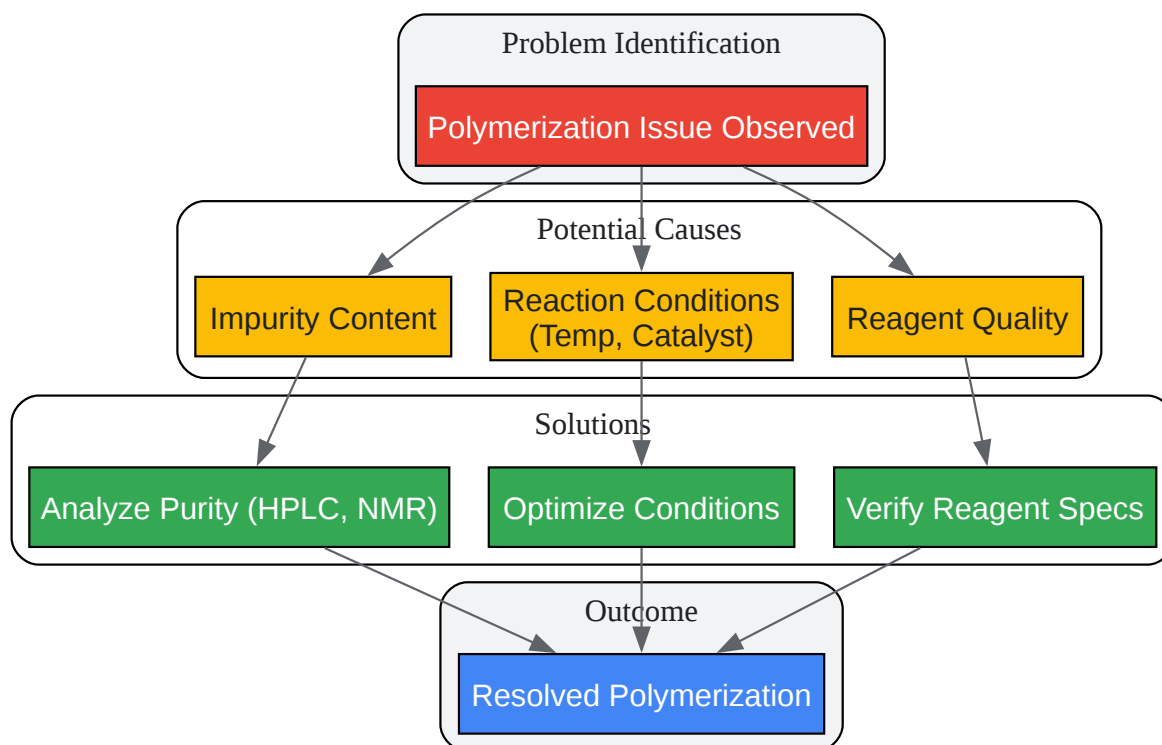 Problem Identification
Polymerization Issue Observed
Potential Causes
Impurity Content
Reaction Conditions
(Temp, Catalyst)
Reagent Quality
Solutions
Analyze Purity (HPLC, NMR)
Optimize Conditions
Verify Reagent Specs
Outcome
Resolved Polymerization